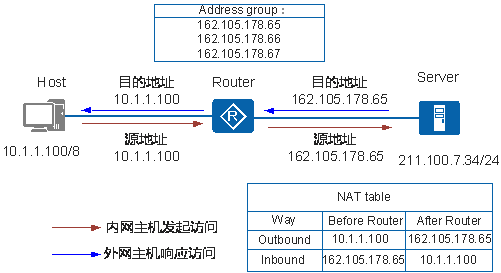 Address group :
162.105.178.65
162.105.178.66
162.105.178.67
Host
目的地址
Router
目的地址
Server
10.1.1.100
162.105.178.65
R
源地址
源地址
10.1.1.100/8
10.1.1.100
162.105.178.65
211.100.7.34/24
NAT table
Way Before Router After Router
Outbound 10.1.1.100 162.105.178.65
Inbound 162.105.178.65 10.1.1.100
内网主机发起访问
外网主机响应访问